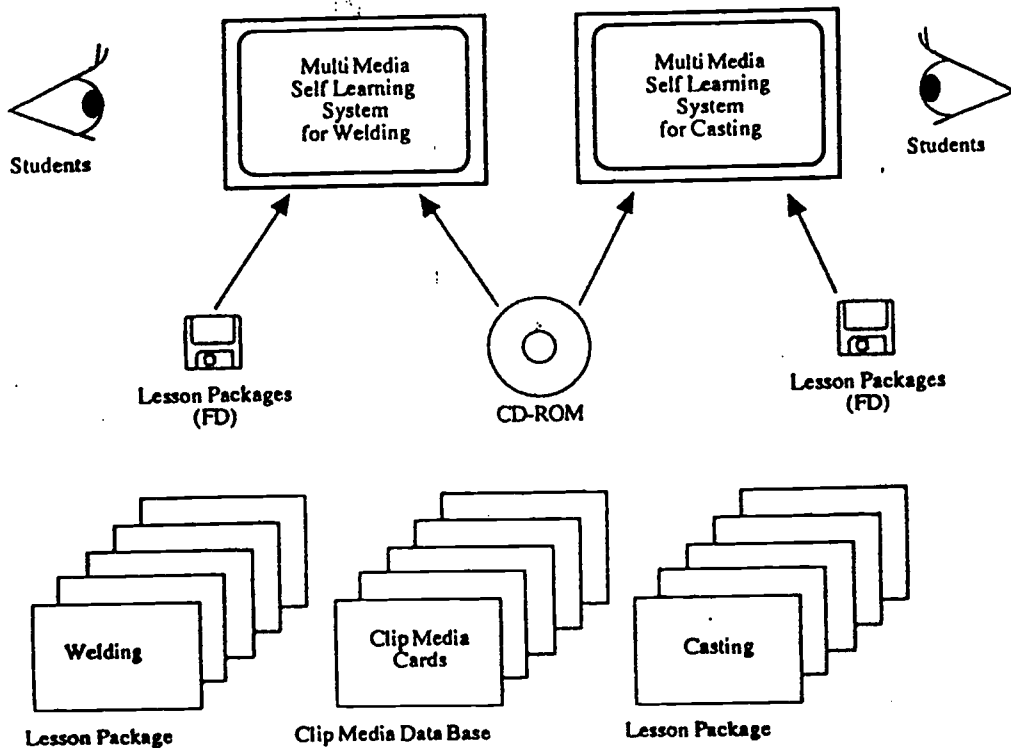 Multi Media
Self Learning
System
for Welding
Multi Media
Self Learning
System
for Casting
Students
Students
Lesson Packages
(FD)
CD-ROM
Lesson Packages
(FD)
Welding
Clip Media
Cards
Casting
Lesson Package
Clip Media Data Base
Lesson Package